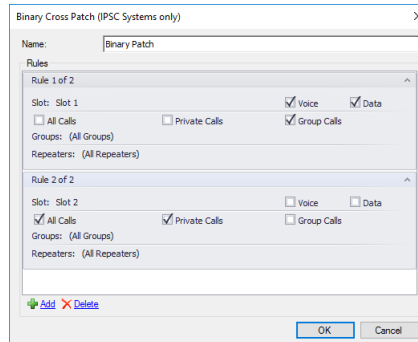 Binary Cross Patch (IPSC Systems only)
Name: Binary Patch
Rules
Rule 1 of 2
Slot: Slot 1 Voice Data
All Calls Private Calls Group Calls
Groups: (All Groups)
Repeaters: (All Repeaters)
Rule 2 of 2
Slot: Slot 2 Voice Data
All Calls Private Calls Group Calls
Groups: (All Groups)
Repeaters: (All Repeaters)
Add Delete
OK Cancel